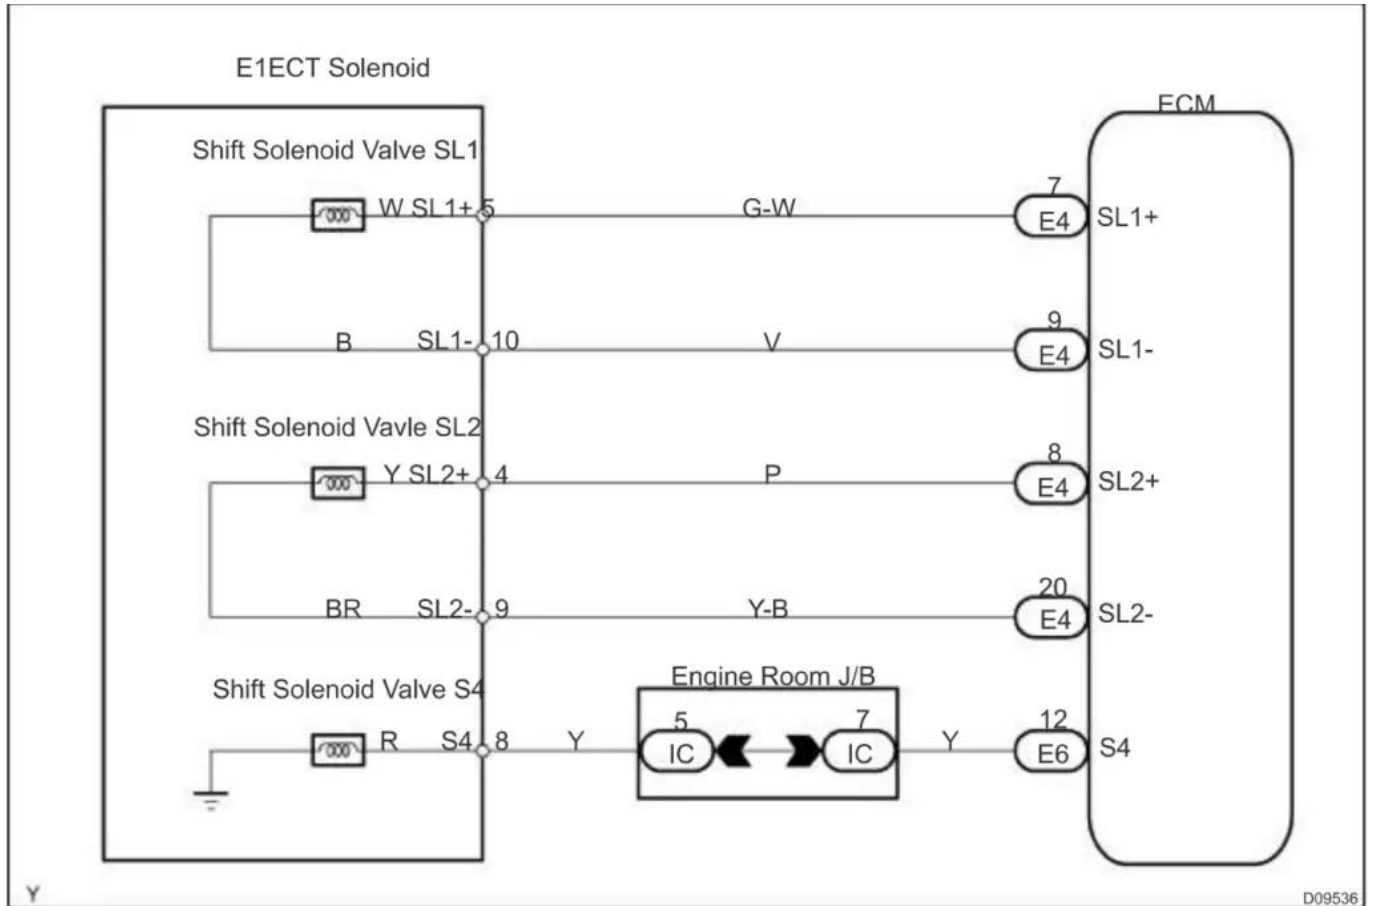 E1ECT Solenoid
ECM
Shift Solenoid Valve SL1
W SL1+ 5 G-W 7 E4 SL1+
B SL1- 10 V 9 E4 SL1-
Shift Solenoid Vavle SL2
Y SL2+ 4 P 8 E4 SL2+
BR SL2- 9 Y-B 20 E4 SL2-
Engine Room J/B
Shift Solenoid Valve S4
R S4 8 Y 5 IC 7 IC Y 12 E6 S4
Y D09536